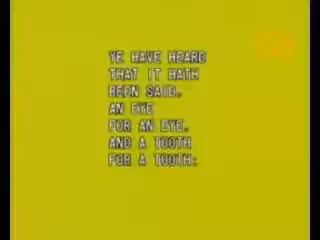 YE HAVE HEARD
THAT IT HATH
BEEN SAID.
AN EYE
FOR AN EYE.
AND A TOOTH
FOR A TOOTH: